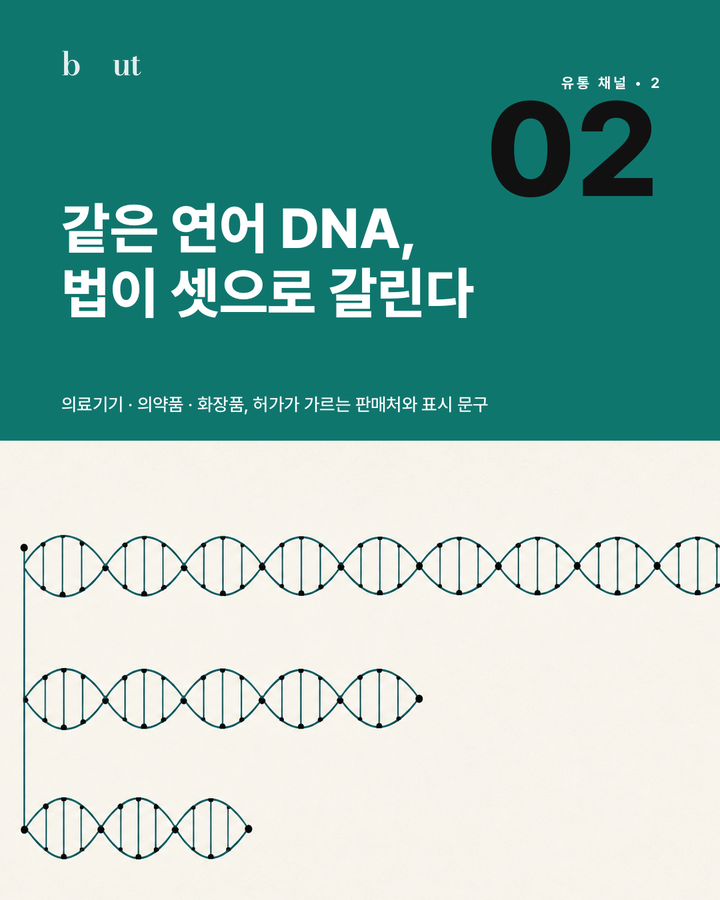 b ut
유통 채널 • 2
02
같은 연어 DNA,
법이 셋으로 갈린다
의료기기 · 의약품 · 화장품, 허가가 가르는 판매처와 표시 문구